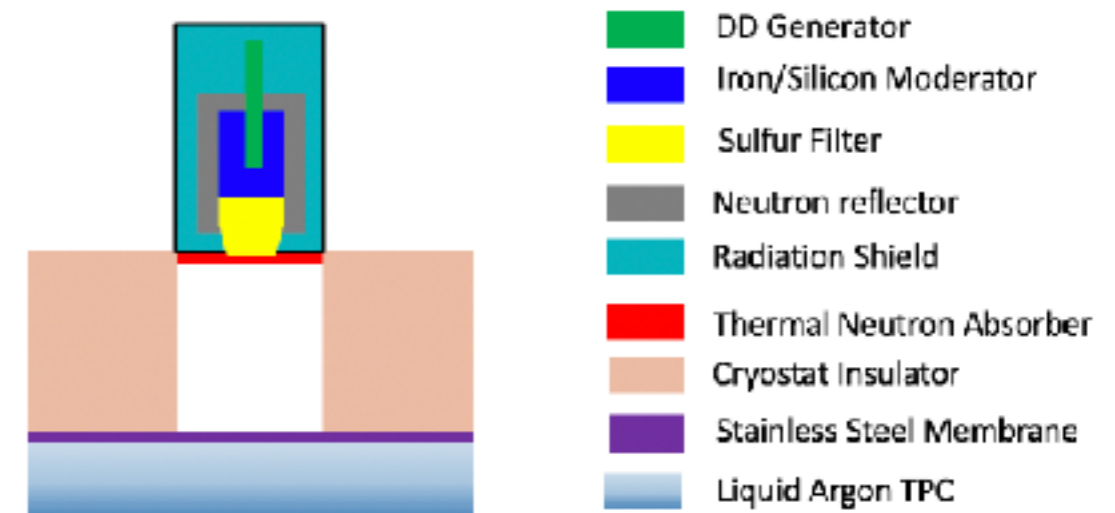 DD Generator
Iron/Silicon Moderator
Sulfur Filter
Neutron reflector
Radiation Shield
Thermal Neutron Absorber
Cryostat Insulator
Stainless Steel Membrane
Liquid Argon TPC